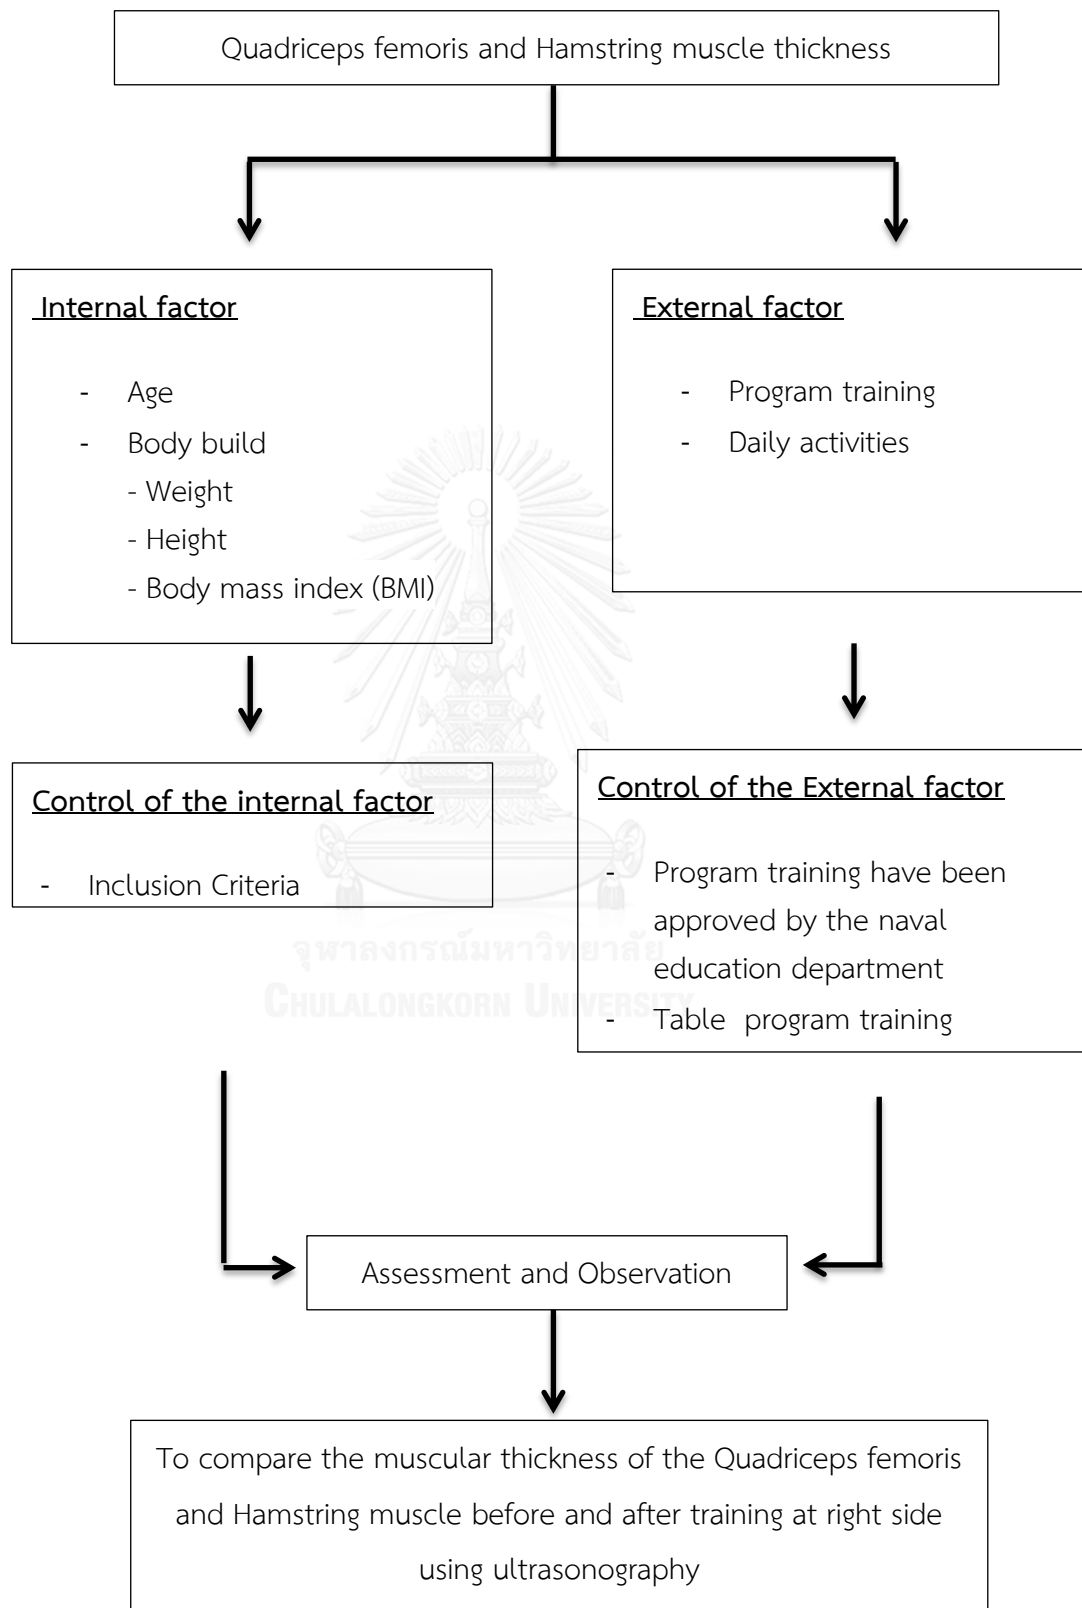 Quadriceps femoris and Hamstring muscle thickness
Internal factor
- Age
- Body build
- Weight
- Height
- Body mass index (BMI)
External factor
- Program training
- Daily activities
Control of the internal factor
- Inclusion Criteria
Control of the External factor
- Program training have been
approved by the naval
education department
- Table program training
จุฬาลงกรณ์มหาวิทยาลัย
CHULALONGKORN UNIVERSITY
Assessment and Observation
To compare the muscular thickness of the Quadriceps femoris
and Hamstring muscle before and after training at right side
using ultrasonography